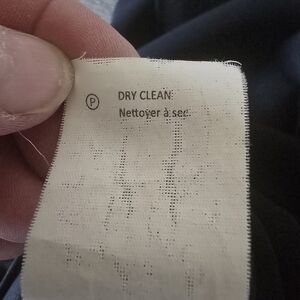 Ⓟ DRY CLEAN
Nettoyer à sec.